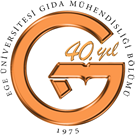 EGE ÜNİVERSİTESİ GIDA MÜHENDİSLİĞİ BÖLÜMÜ
40. yıl
1975